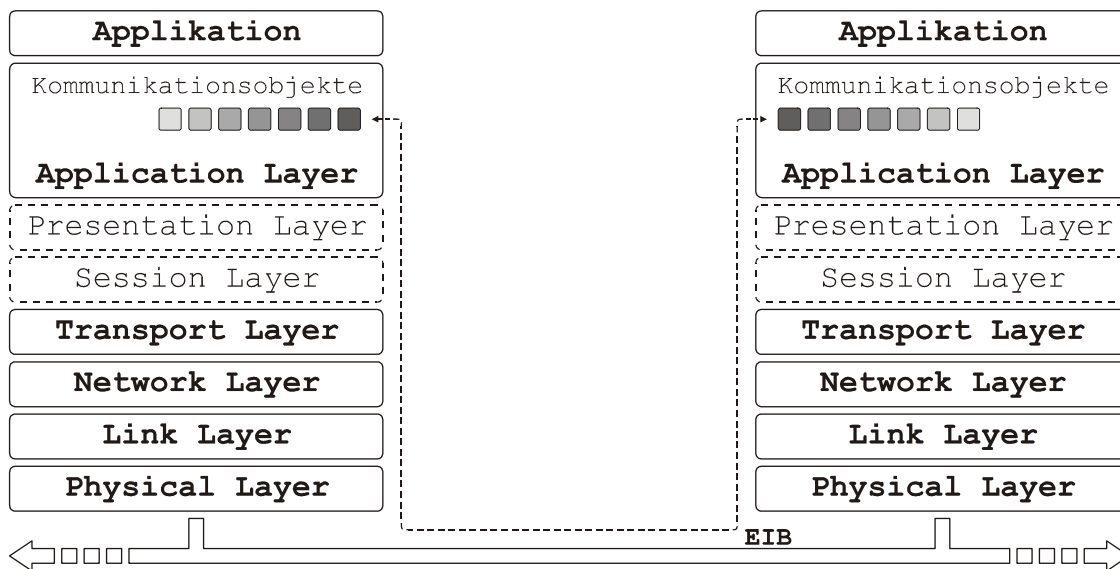 Applikation
Kommunikationsobjekte
Application Layer
Presentation Layer
Session Layer
Transport Layer
Network Layer
Link Layer
Physical Layer
Applikation
Kommunikationsobjekte
Application Layer
Presentation Layer
Session Layer
Transport Layer
Network Layer
Link Layer
Physical Layer
EIB